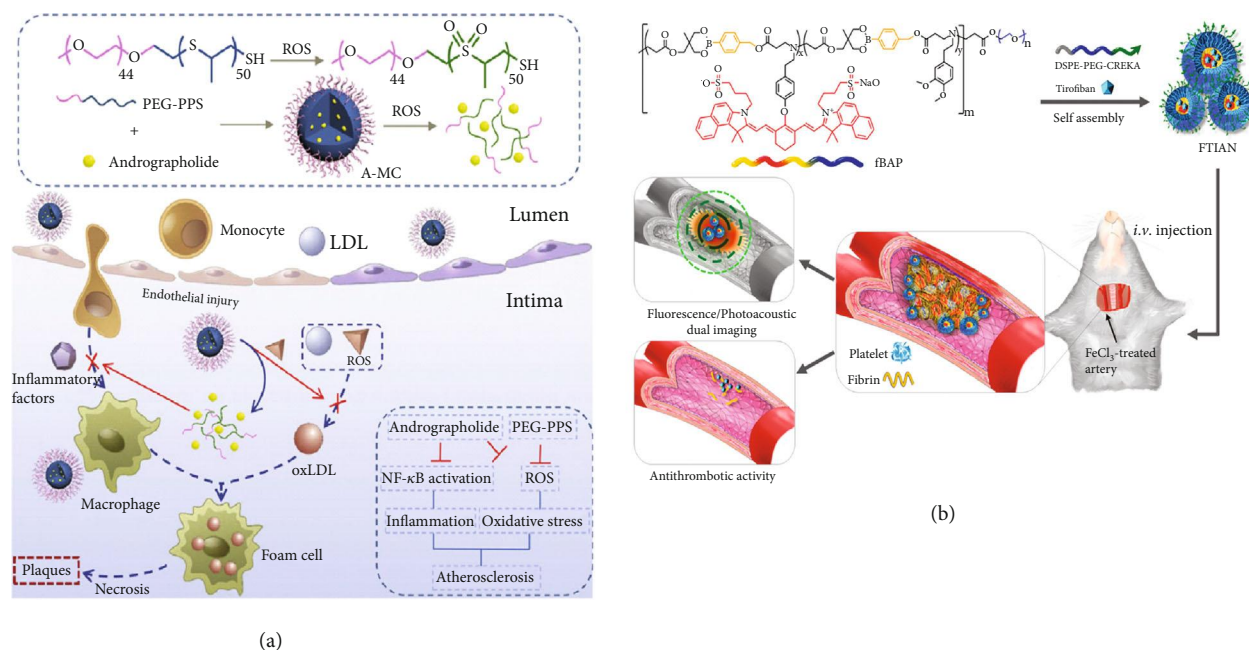 O
44
O
S
50
SH
ROS
O
44
O
O
O
S
50
SH
PEG-PPS
+
Andrographolide
A-MC
ROS
Lumen
Monocyte
LDL
Endothelial injury
Intima
ROS
Inflammatory
factors
oxLDL
Macrophage
Foam cell
Plaques
Necrosis
Andrographolide
PEG-PPS
NF-κB activation
ROS
Inflammation
Oxidative stress
Atherosclerosis
(a)
m
n
fBAP
DSPE-PEG-CREKA
Tirofiban
Self assembly
FTIAN
i.v. injection
FeCl3-treated
artery
Fluorescence/Photoacoustic
dual imaging
Platelet
Fibrin
Antithrombotic activity
(b)